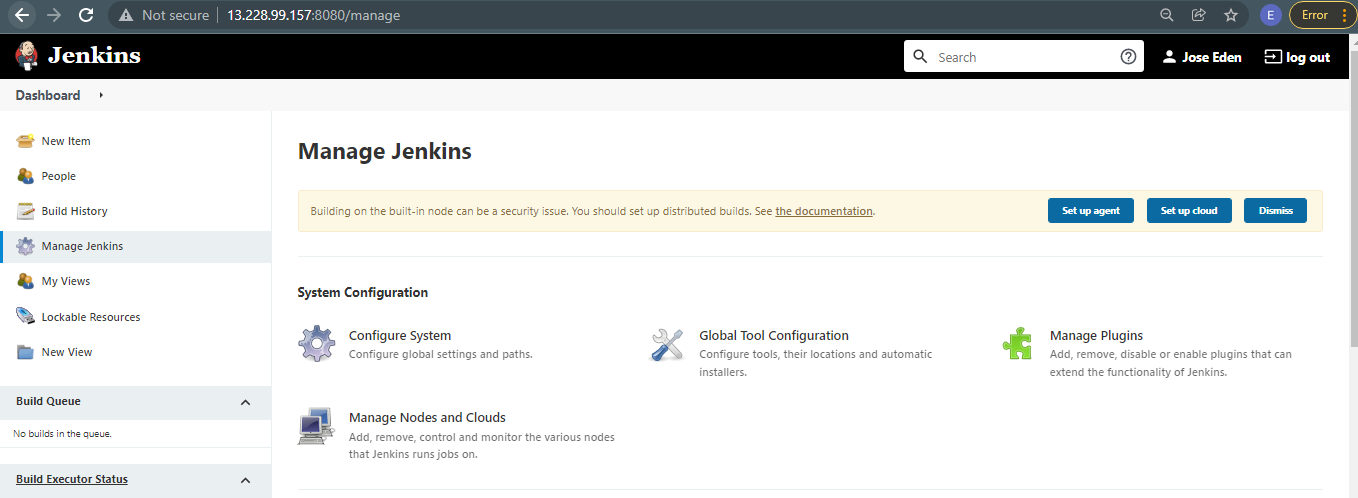 Not secure 13.228.99.157:8080/manage E Error
Jenkins Search Jose Eden log out
Dashboard
New Item
People
Build History
Manage Jenkins
My Views
Lockable Resources
New View
Build Queue
No builds in the queue.
Build Executor Status
Manage Jenkins
Building on the built-in node can be a security issue. You should set up distributed builds. See the documentation. Set up agent Set up cloud Dismiss
System Configuration
Configure System
Configure global settings and paths.
Global Tool Configuration
Configure tools, their locations and automatic
installers.
Manage Plugins
Add, remove, disable or enable plugins that can
extend the functionality of Jenkins.
Manage Nodes and Clouds
Add, remove, control and monitor the various nodes
that Jenkins runs jobs on.